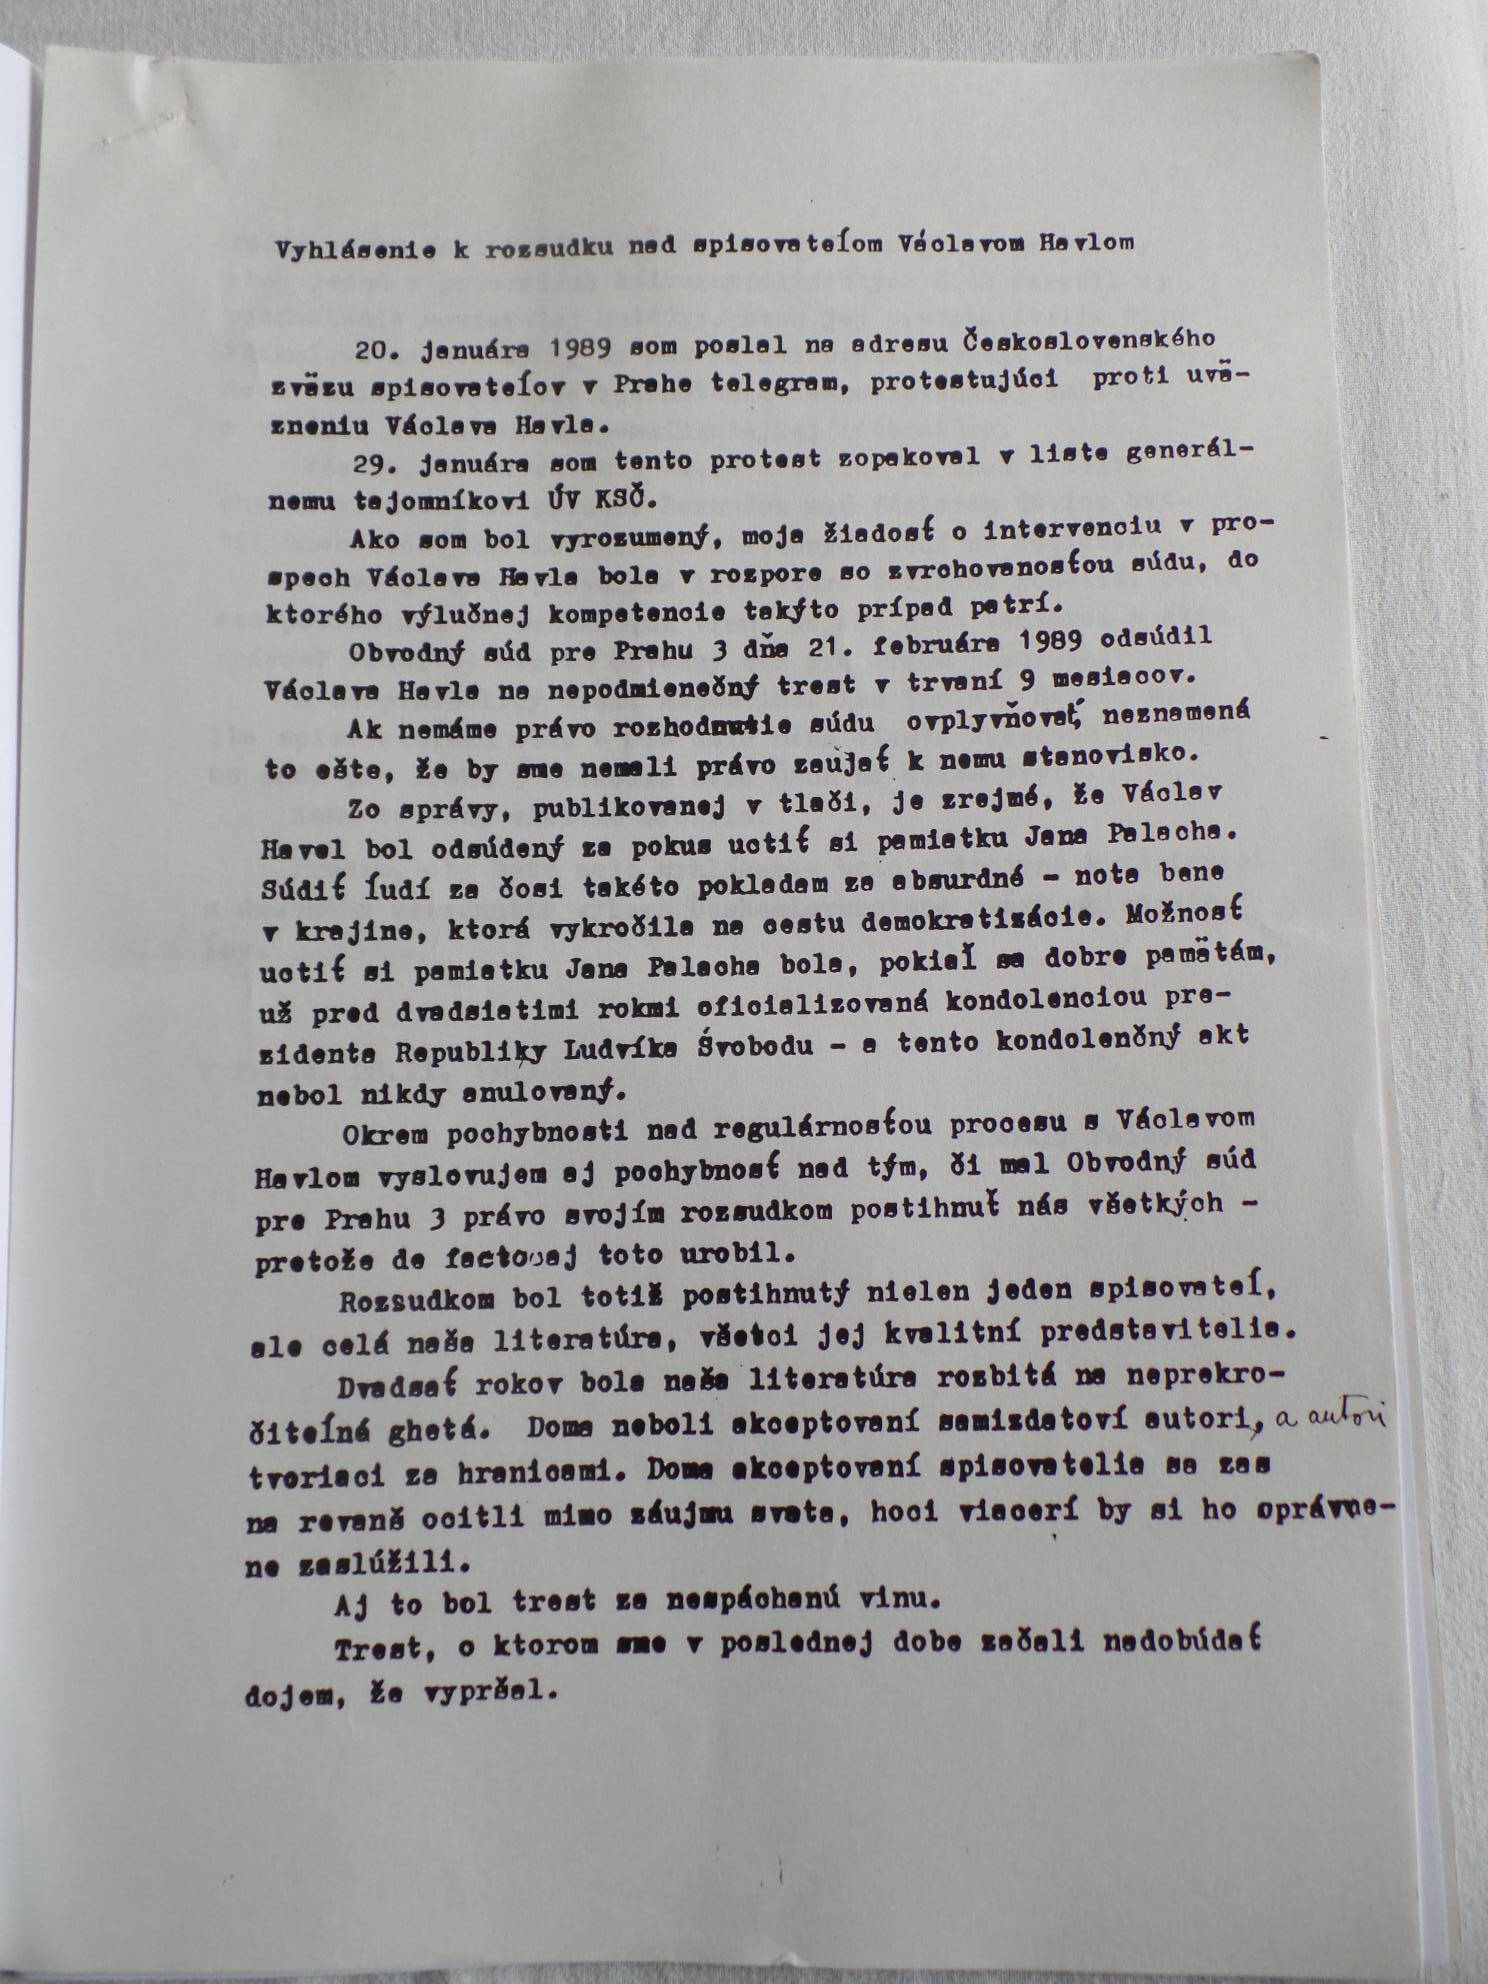 Vyhlásenie k rozsudku nad spisovateľom Václavom Havlom
20. januára 1989 som poslal na adresu Československého
zväzu spisovateľov v Prahe telegram, protestujúci proti uvä-
zneniu Václava Havla.
29. januára som tento protest zopakoval v liste generál-
nemu tajomníkovi ÚV KSČ.
Ako som bol vyrozumený, moja žiadosť o intervenciu v pro-
spech Václava Havla bola v rozpore so zvrchovanosťou súdu, do
ktorého výlučnej kompetencie takýto prípad patrí.
Obvodný súd pre Prahu 3 dňa 21. februára 1989 odsúdil
Václava Havla na nepodmienečný trest v trvaní 9 mesiacov.
Ak nemáme právo rozhodnutie súdu ovplyvňovať, neznamená
to ešte, že by sme nemali právo zaujať k nemu stanovisko.
Zo správy, publikovanej v tlači, je zrejmé, že Václav
Havel bol odsúdený za pokus uctiť si pamiatku Jana Palacha.
Súdiť ľudí za čosi takéto pokladam za absurdné - nota bene
v krajine, ktorá vykročila na cestu demokratizácie. Možnosť
uctiť si pamiatku Jana Palacha bola, pokiaľ sa dobre pamätám,
už pred dvadsiatimi rokmi oficializovaná kondolenciou pre-
zidenta Republiky Ludvíka Śvobodu - a tento kondolenčný akt
nebol nikdy anulovaný.
Okrem pochybnosti nad regulárnosťou procesu s Václavom
Havlom vyslovujem aj pochybnosť nad tým, či mal Obvodný súd
pre Prahu 3 právo svojím rozsudkom postihnuť nás všetkých -
pretože de facto aj toto urobil.
Rozsudkom bol totiž postihnutý nielen jeden spisovateľ,
ale celá naša literatúra, všetci jej kvalitní predstavitelia.
Dvadsať rokov bola naša literatúra rozbitá na neprekro-
čiteľná ghetá. Doma neboli akceptovaní samizdatoví autori, a autori
tvoriaci za hranicami. Doma akceptovaní spisovatelia sa zas
na revanš ocitli mimo záujmu sveta, hoci viacerí by si ho oprávne-
ne zaslúžili.
Aj to bol trest za nespáchanú vinu.
Trest, o ktorom sme v poslednej dobe začali nadobúdať
dojem, že vypršal.